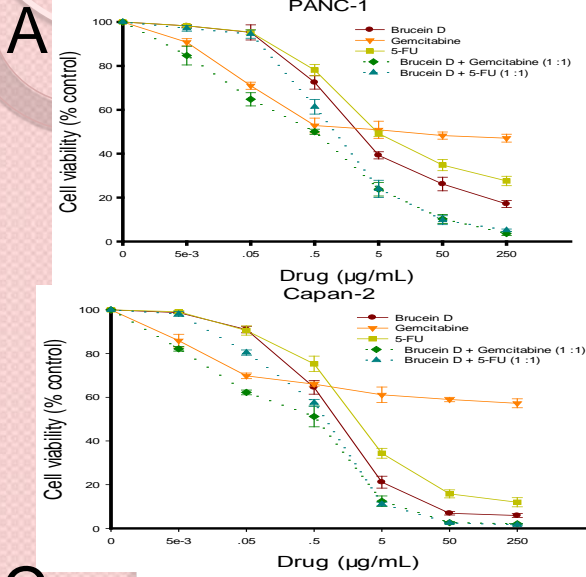 A
PANC-1
Brucein D
Gemcitabine
5-FU
Brucein D + Gemcitabine (1 :1)
Brucein D + 5-FU (1 :1)
100
80
60
40
20
0
Cell viability (% control)
0 5e-3 .05 .5 5 50 250
Drug (µg/mL)
Capan-2
Brucein D
Gemcitabine
5-FU
Brucein D + Gemcitabine (1 :1)
Brucein D + 5-FU (1 :1)
100
80
60
40
20
0
Cell viability (% control)
0 5e-3 .05 .5 5 50 250
Drug (µg/mL)